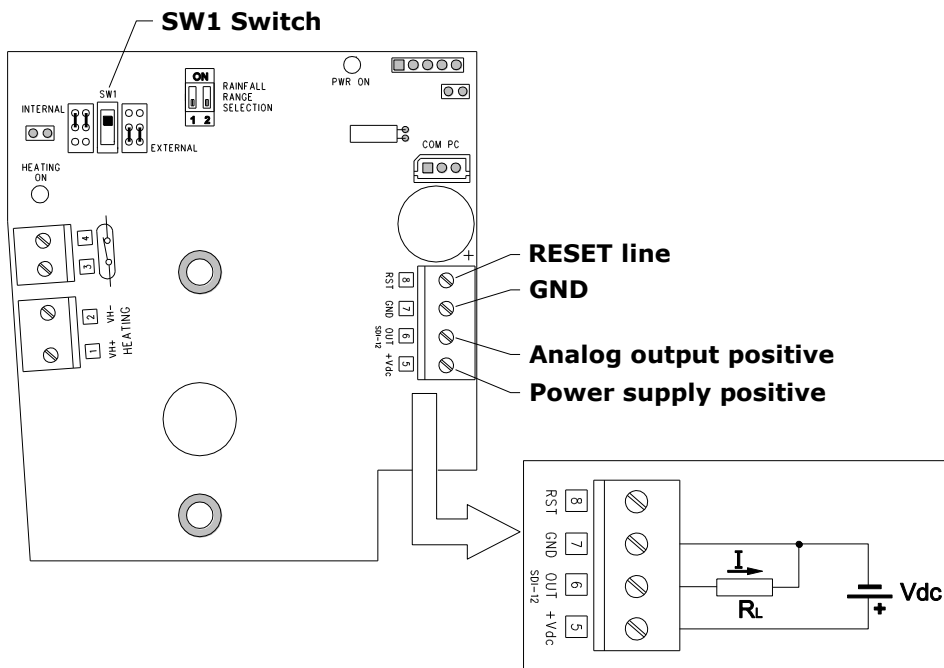 SW1 Switch
ON
PWR ON
RAINFALL
RANGE
SELECTION
1 2
SW1
INTERNAL
EXTERNAL
COM PC
HEATING
ON
4
3
2 VH-
1 VH+
HEATING
+
RST 8
GND 7
OUT 6
SDI-12
+Vdc 5
RESET line
GND
Analog output positive
Power supply positive
RST 8
GND 7
OUT 6
SDI-12
+Vdc 5
I
RL
Vdc
+